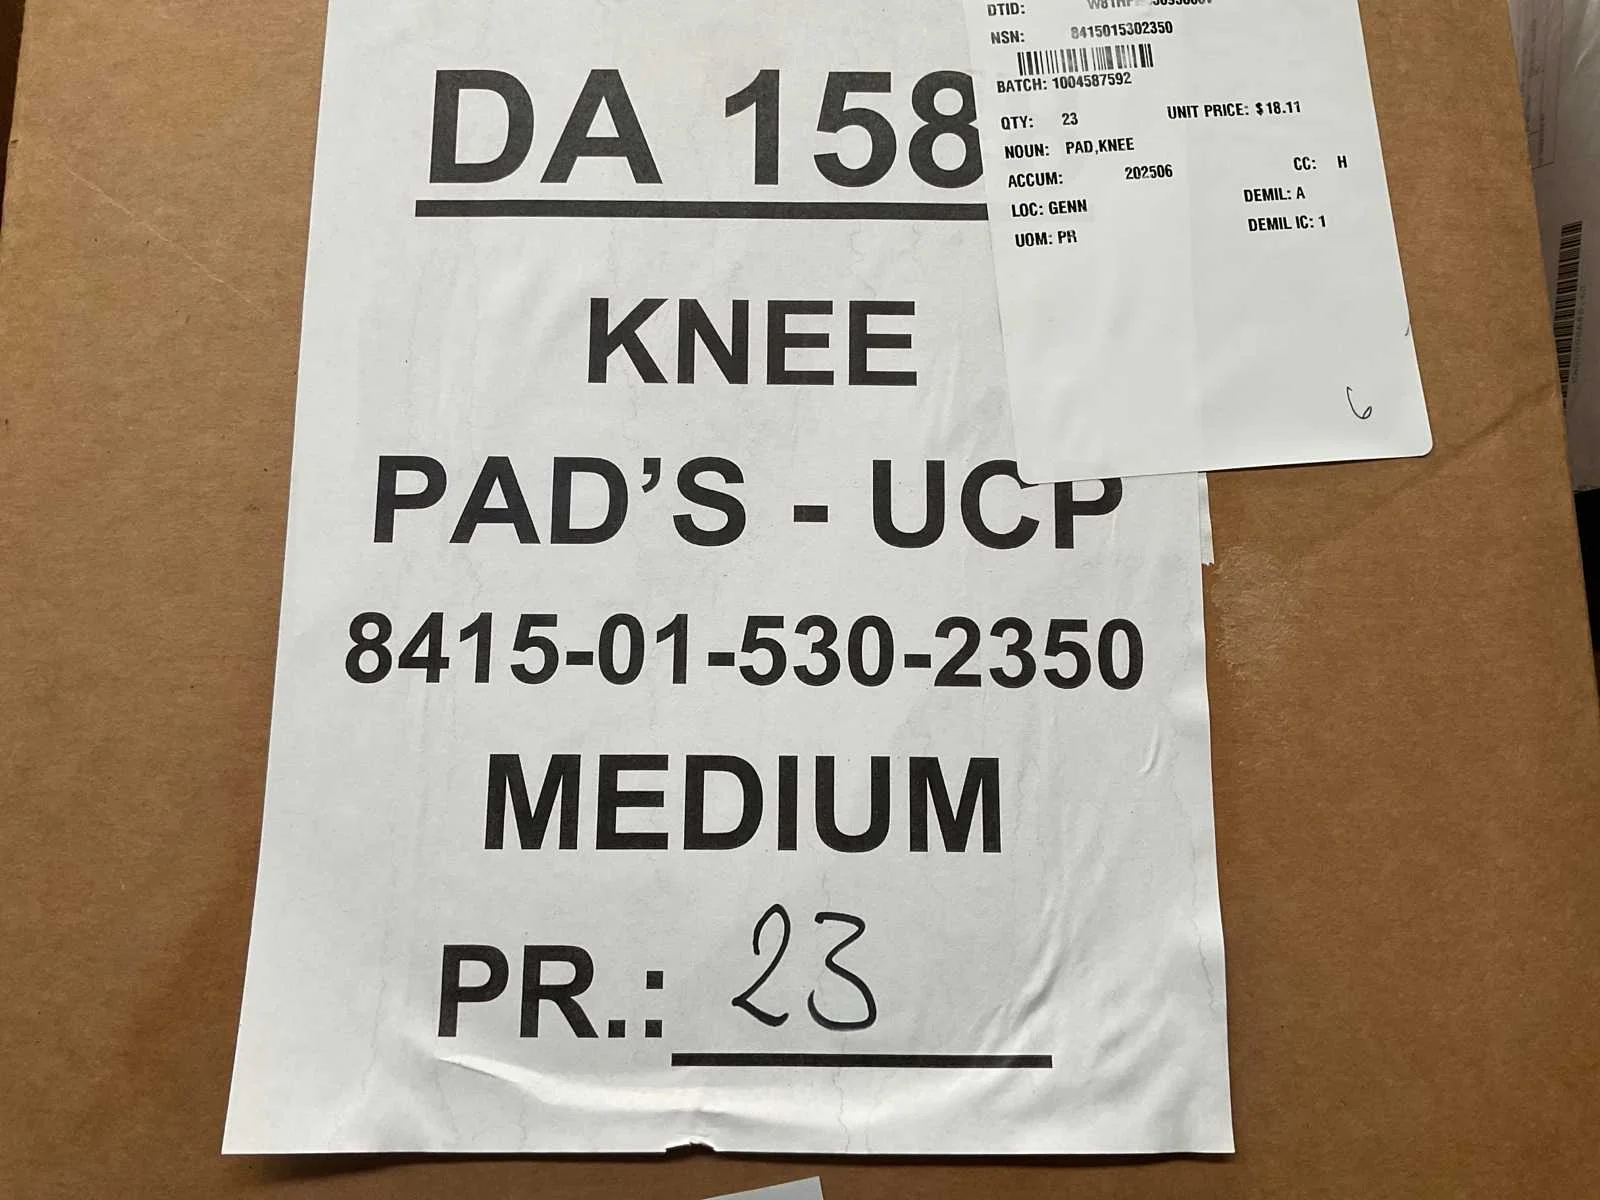 DA 158
KNEE
PAD'S - UCP
8415-01-530-2350
MEDIUM
PR.: 23
DTID:
NSN: 8415015302350
BATCH: 1004587592
QTY: 23 UNIT PRICE: $18.11
NOUN: PAD,KNEE
ACCUM: 202506 CC: H
LOC: GENN DEMIL: A
UOM: PR DEMIL IC: 1
6